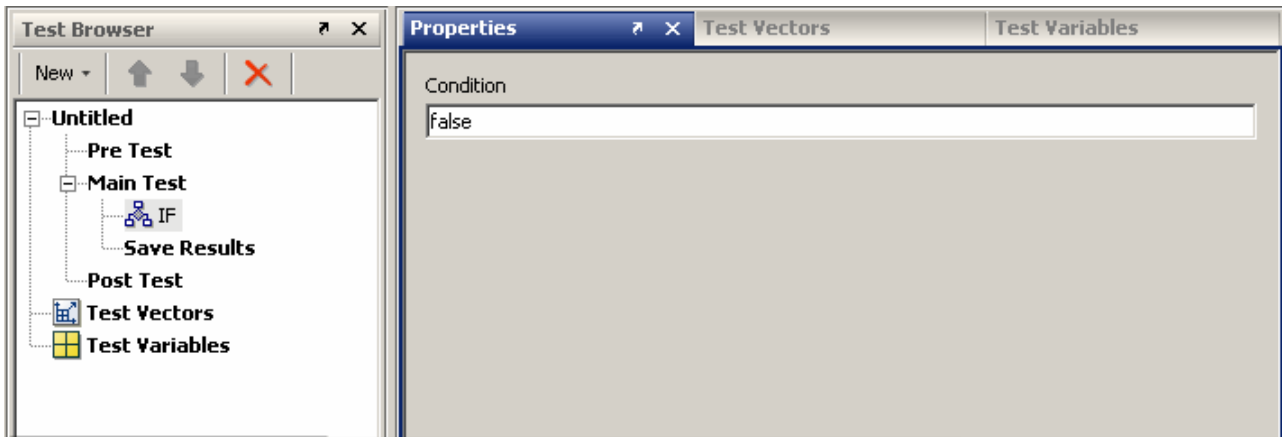 Test Browser
New
Untitled
Pre Test
Main Test
IF
Save Results
Post Test
Test Vectors
Test Variables
Properties
Test Vectors
Test Variables
Condition
false